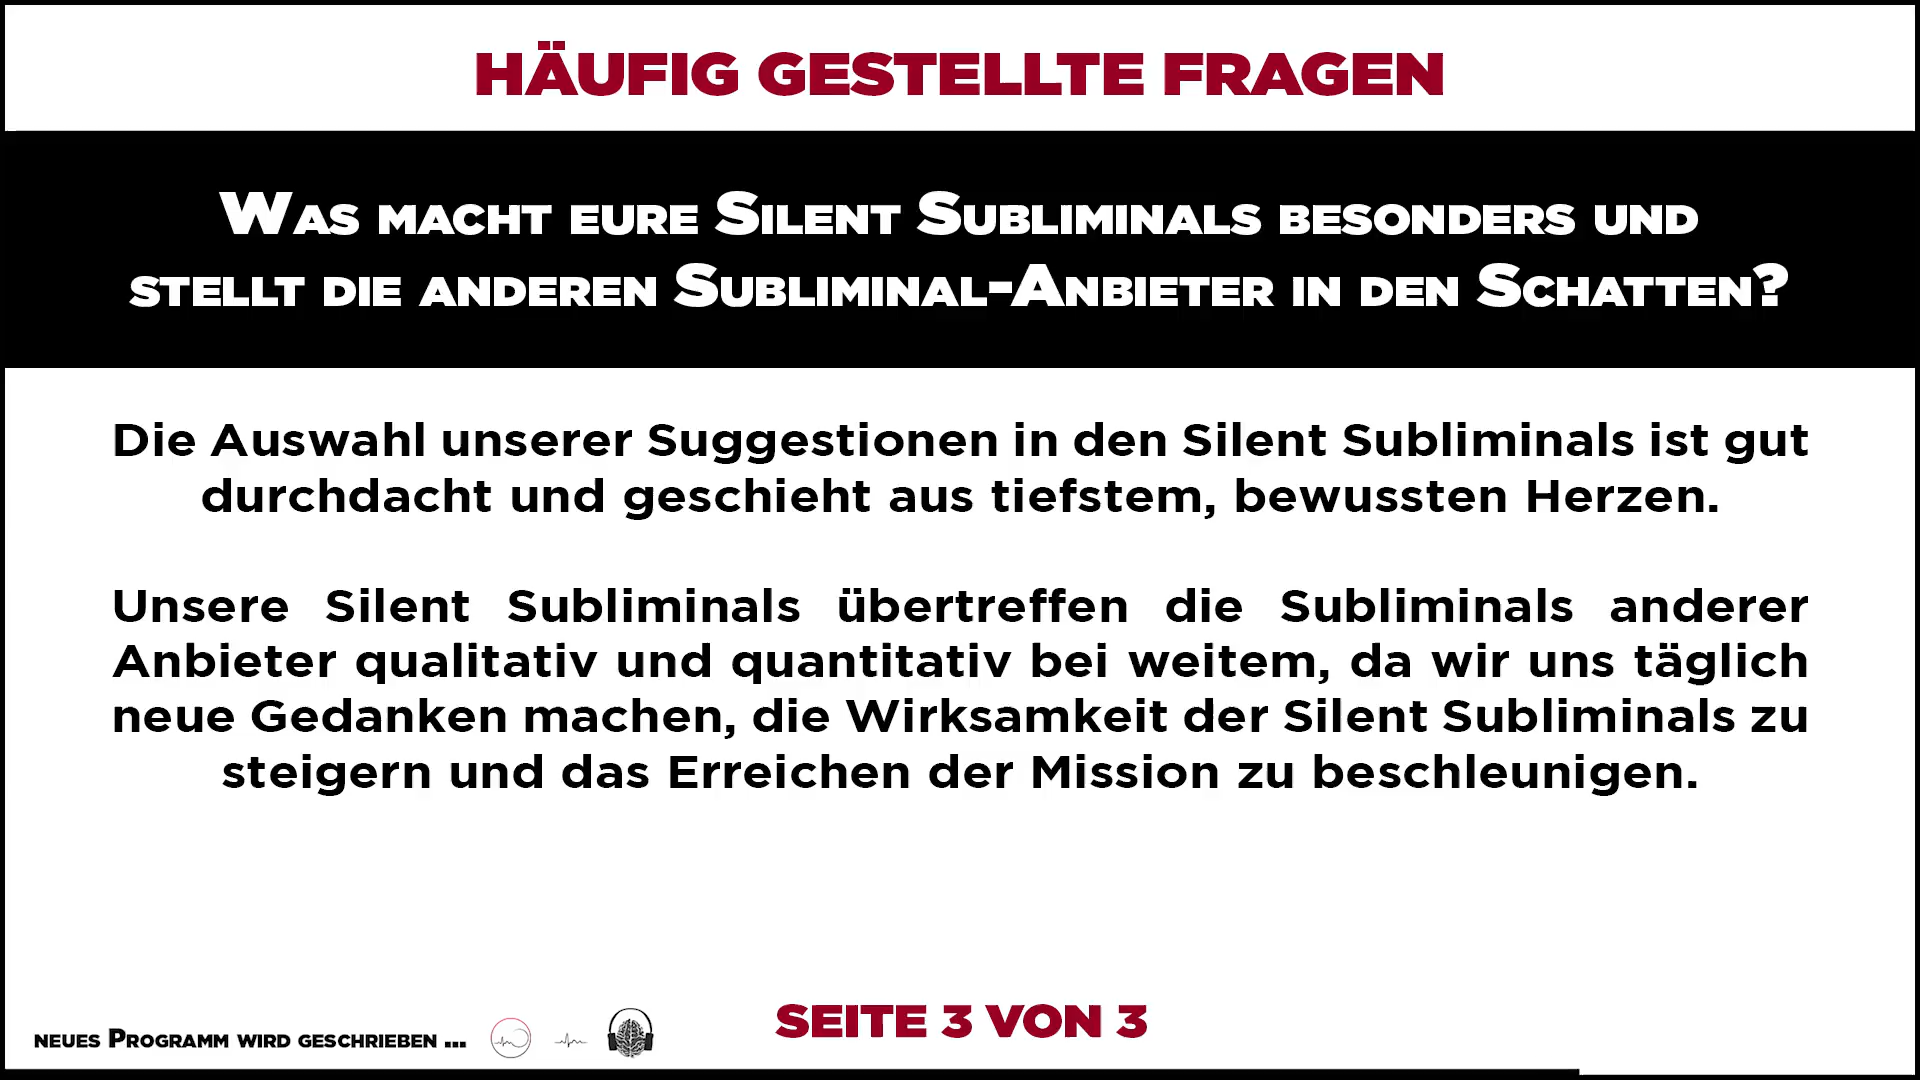 HÄUFIG GESTELLTE FRAGEN
Was macht eure Silent Subliminals besonders und
stellt die anderen Subliminal-Anbieter in den Schatten?
Die Auswahl unserer Suggestionen in den Silent Subliminals ist gut
durchdacht und geschieht aus tiefstem, bewussten Herzen.
Unsere Silent Subliminals übertreffen die Subliminals anderer
Anbieter qualitativ und quantitativ bei weitem, da wir uns täglich
neue Gedanken machen, die Wirksamkeit der Silent Subliminals zu
steigern und das Erreichen der Mission zu beschleunigen.
neues Programm wird geschrieben ...
SEITE 3 VON 3